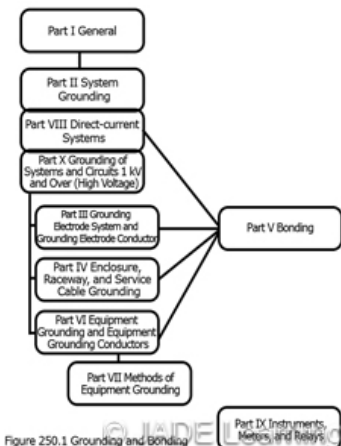 Part I General
Part II System
Grounding
Part VIII Direct-current
Systems
Part X Grounding of
Systems and Circuits 1 kV
and Over (High Voltage)
Part III Grounding
Electrode System and
Grounding Electrode Conductor
Part V Bonding
Part IV Enclosure,
Raceway, and Service
Cable Grounding
Part VI Equipment
Grounding and Equipment
Grounding Conductors
Part VII Methods of
Equipment Grounding
Part IX Instruments,
Meters, and Relays
Figure 250.1 Grounding and Bonding
© JADE Learning